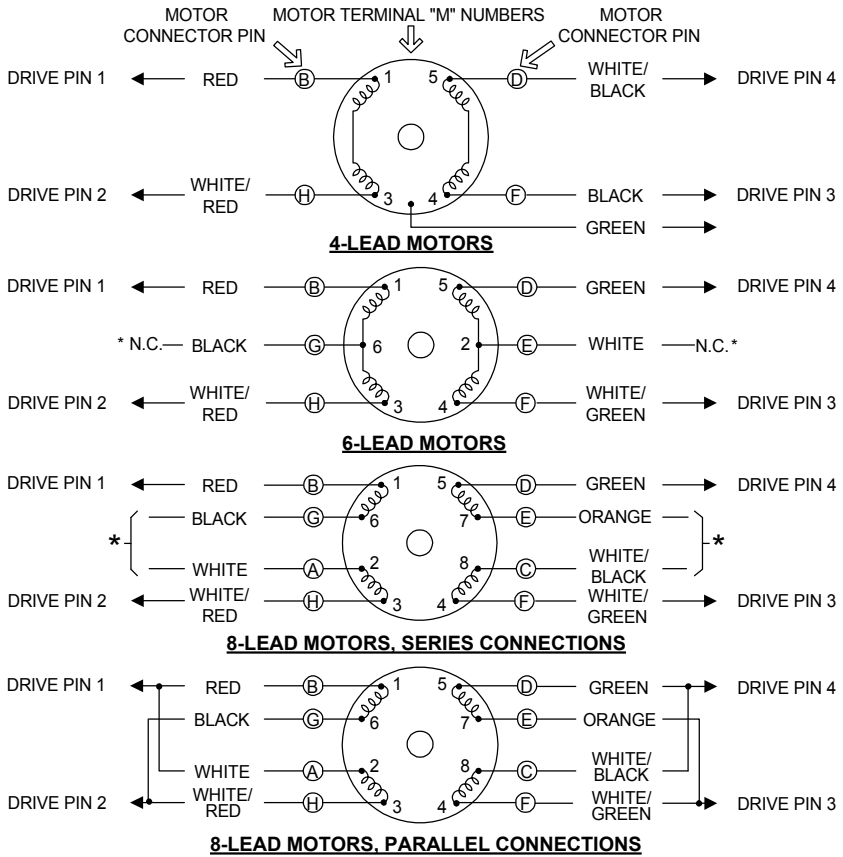 MOTOR CONNECTOR PIN
MOTOR TERMINAL "M" NUMBERS
MOTOR CONNECTOR PIN
DRIVE PIN 1 RED B 1 5 D WHITE/ BLACK DRIVE PIN 4
DRIVE PIN 2 WHITE/ RED H 3 4 F BLACK DRIVE PIN 3
GREEN
4-LEAD MOTORS
DRIVE PIN 1 RED B 1 5 D GREEN DRIVE PIN 4
* N.C. BLACK G 6 2 E WHITE N.C. *
DRIVE PIN 2 WHITE/ RED H 3 4 F WHITE/ GREEN DRIVE PIN 3
6-LEAD MOTORS
DRIVE PIN 1 RED B 1 5 D GREEN DRIVE PIN 4
BLACK G 6 7 E ORANGE
* *
WHITE A 2 8 C WHITE/ BLACK
DRIVE PIN 2 WHITE/ RED H 3 4 F WHITE/ GREEN DRIVE PIN 3
8-LEAD MOTORS, SERIES CONNECTIONS
DRIVE PIN 1 RED B 1 5 D GREEN DRIVE PIN 4
BLACK G 6 7 E ORANGE
WHITE A 2 8 C WHITE/ BLACK
DRIVE PIN 2 WHITE/ RED H 3 4 F WHITE/ GREEN DRIVE PIN 3
8-LEAD MOTORS, PARALLEL CONNECTIONS